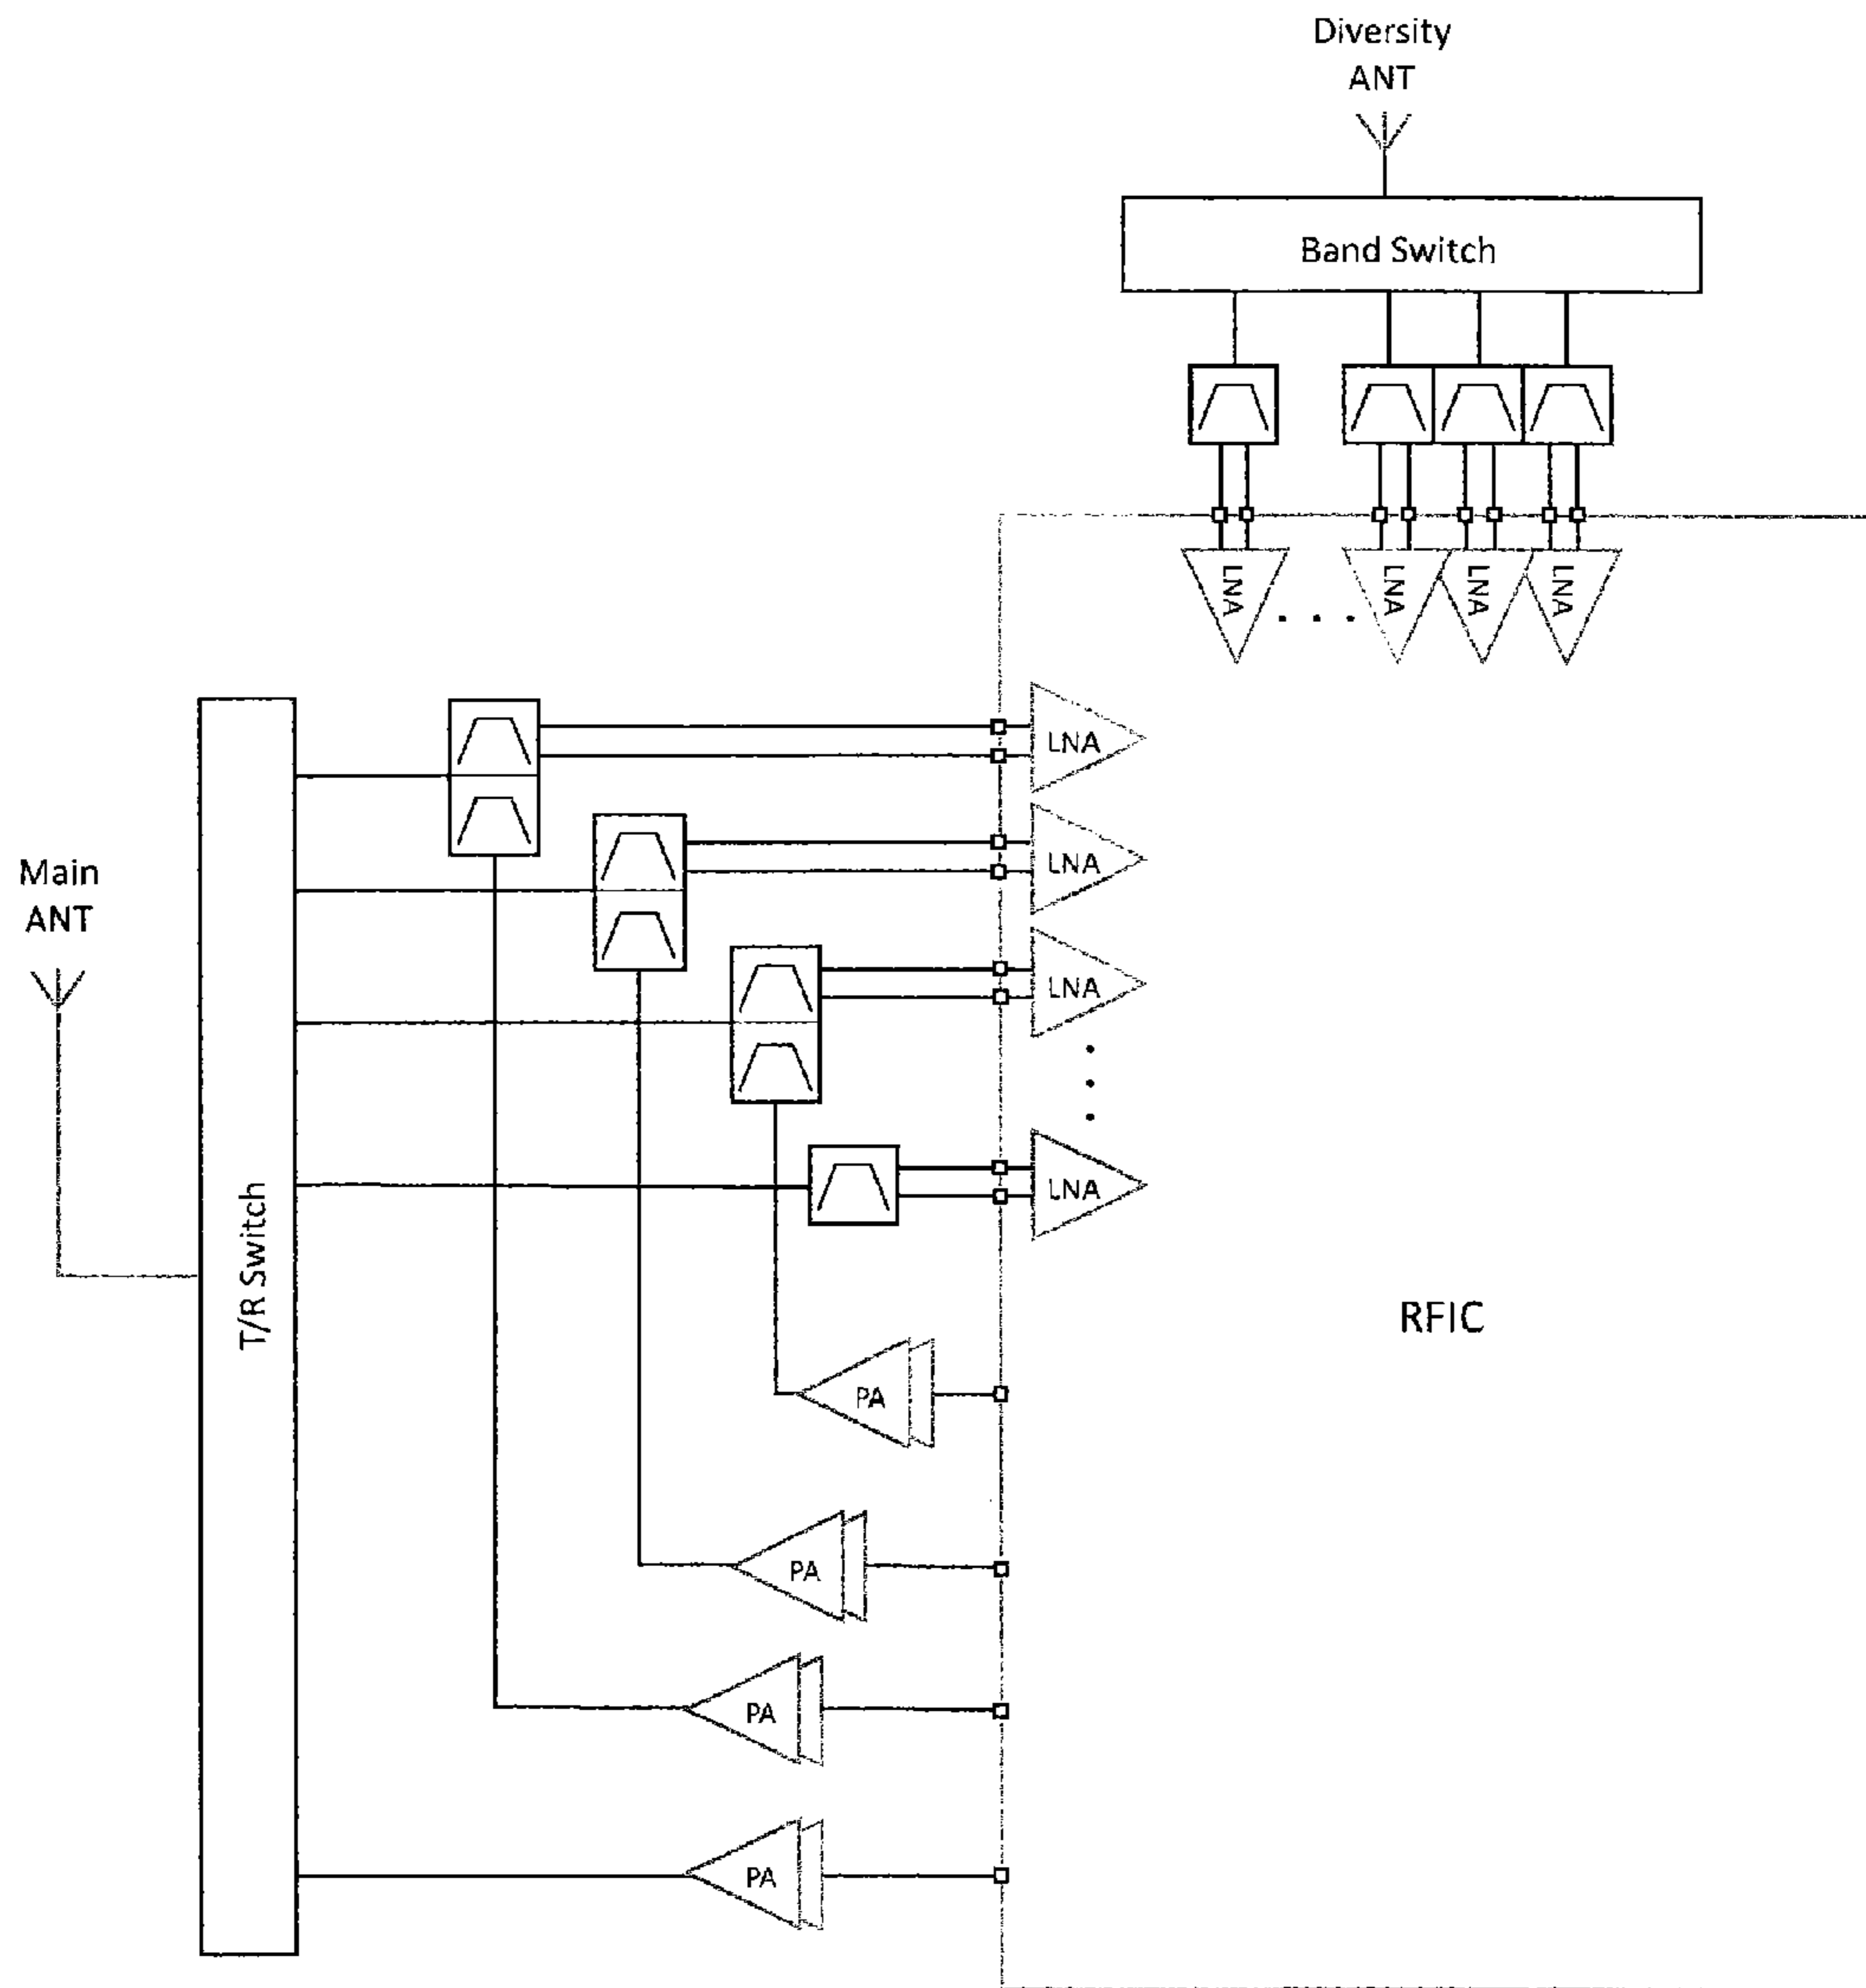 Diversity
ANT
Band Switch
LNA
LNA
LNA
LNA
LNA
LNA
Main
ANT
LNA
LNA
T/R Switch
RFIC
PA
PA
PA
PA